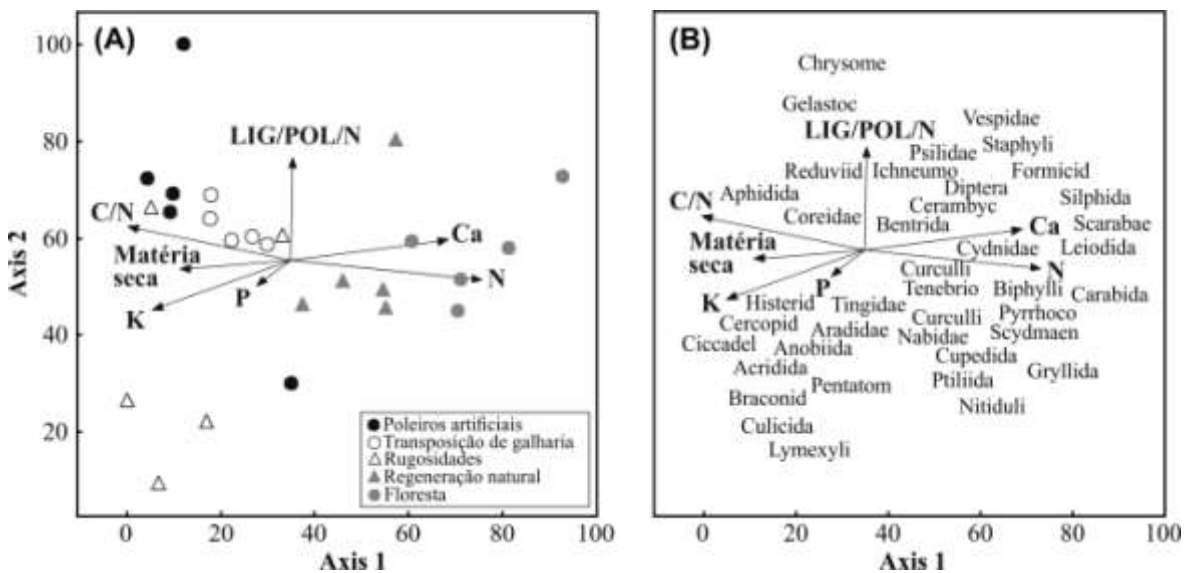 (A)
100
80
60
40
20
Axis 2
LIG/POL/N
C/N
Matéria
seca
K
P
Ca
N
Poleiros artificiais
Transposição de galharia
Rugosidades
Regeneração natural
Floresta
0 20 40 60 80 100
Axis 1
(B)
Chrysome
Gelastoc
LIG/POL/N
Vespidae
Staphyli
Psilidae
Reduviid Ichneumo Formicid
Diptera
Aphidida Silphida
Cerambyc
C/N
Coreidae Bentrida Scarabae
Ca
Matéria
seca
Cydnidae Leiodida
Curculli N
P
Tenebrio Biphylli Carabida
K
Histerid Tingidae Pyrrhoco
Cercopid Aradidae Curculli Scydmaen
Ciccadel Anobiida Nabidae
Cupedida
Acridida Gryllida
Pentatom Ptiliida
Braconid Nitiduli
Culicida
Lymexyli
0 20 40 60 80 100
Axis 1